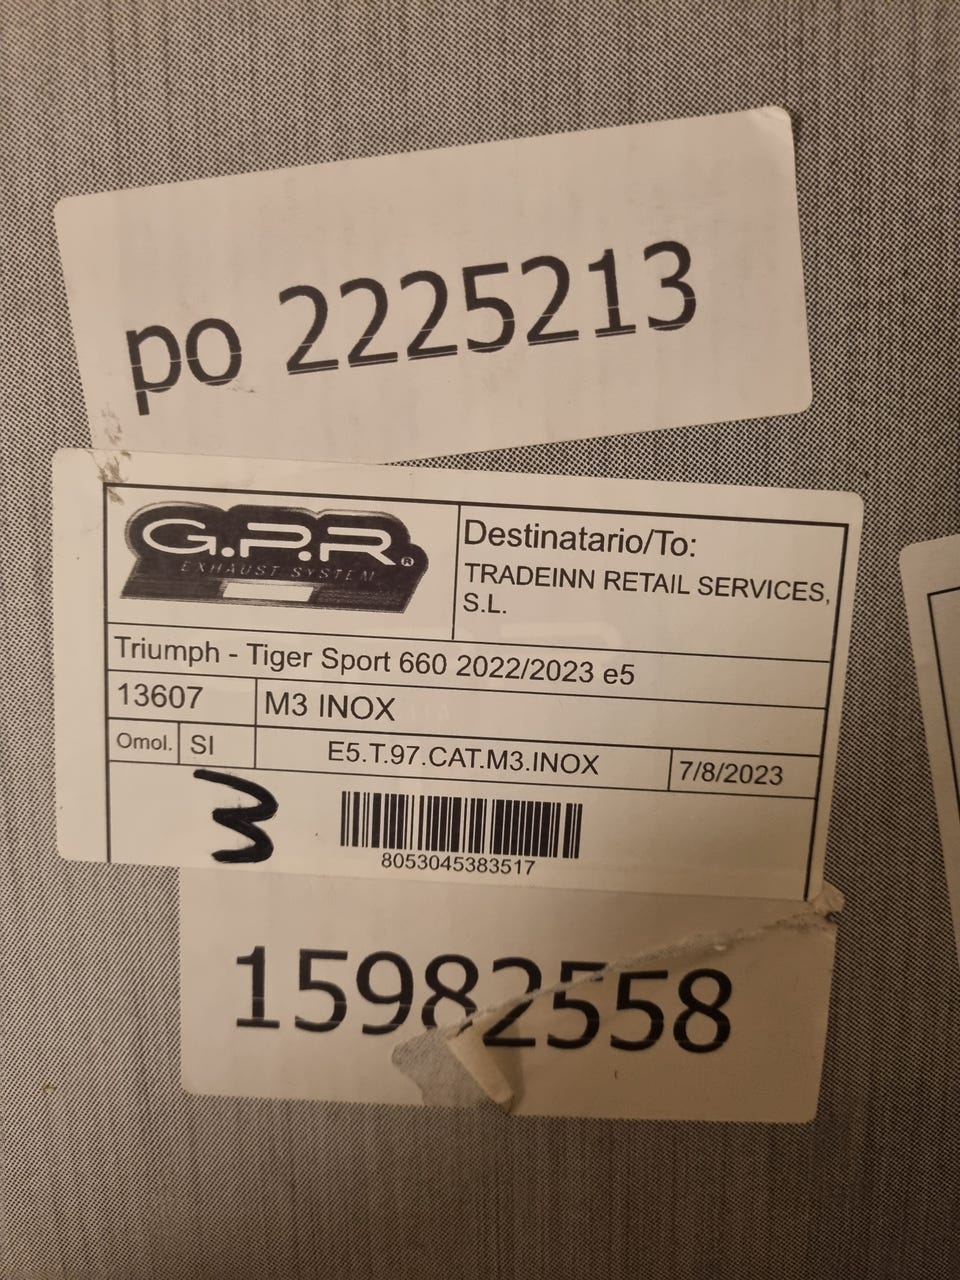 po 2225213
G.P.R®
EXHAUST SYSTEM
Destinatario/To:
TRADEINN RETAIL SERVICES,
S.L.
Triumph - Tiger Sport 660 2022/2023 e5
13607
M3 INOX
Omol.
SI
E5.T.97.CAT.M3.INOX
7/8/2023
3
8053045383517
15982558